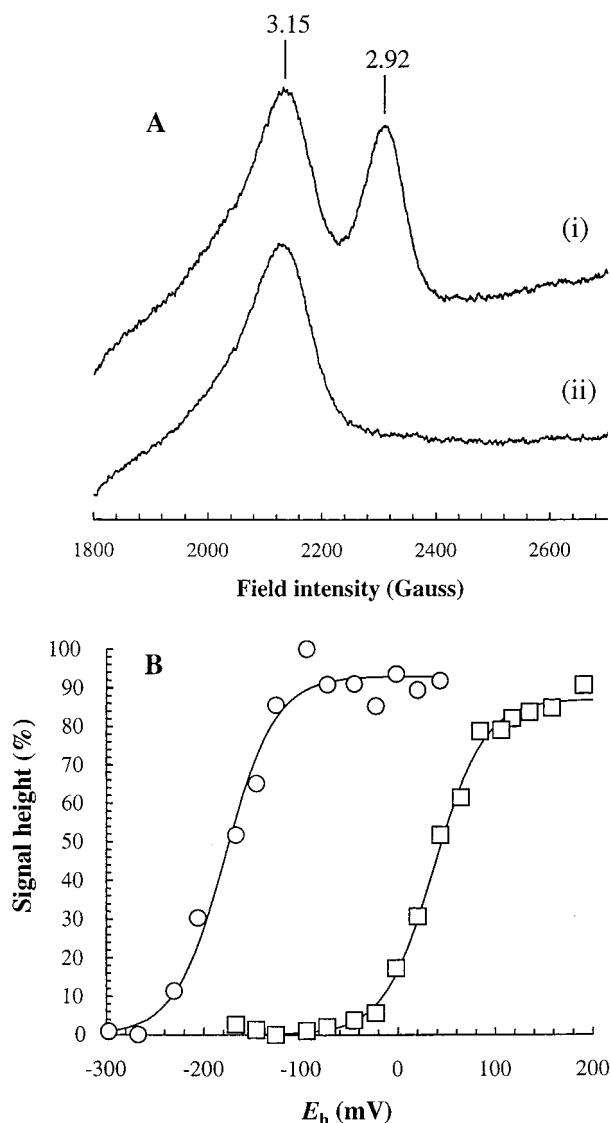 3.15
2.92
A
(i)
(ii)
1800 2000 2200 2400 2600
Field intensity (Gauss)
B
100
90
80
70
60
50
40
30
20
10
0
Signal height (%)
-300 -200 -100 0 100 200
Eh (mV)